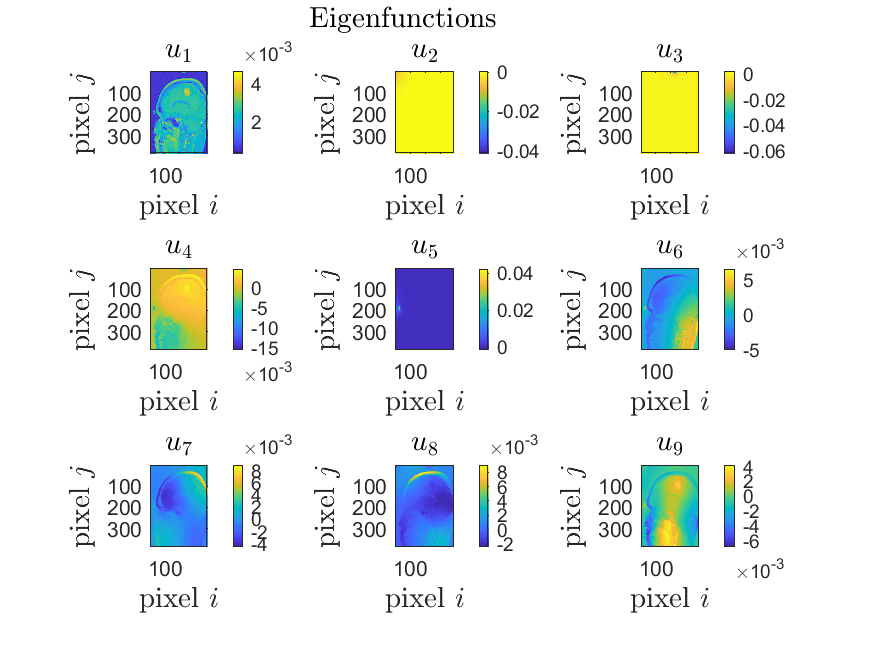 Eigenfunctions
u₁ u₂ u₃
×10⁻³
pixel j 100 200 300 4 2
pixel j 100 200 300 0 -0.02 -0.04
pixel j 100 200 300 0 -0.02 -0.04 -0.06
100 100 100
pixel i pixel i pixel i
u₄ u₅ u₆
×10⁻³
pixel j 100 200 300 0 -5 -10 -15
pixel j 100 200 300 0.04 0.02 0
pixel j 100 200 300 5 0 -5
100 ×10⁻³ 100 100
pixel i pixel i pixel i
u₇ u₈ u₉
×10⁻³ ×10⁻³
pixel j 100 200 300 8 6 4 2 0 -2 -4
pixel j 100 200 300 8 6 4 2 0 -2
pixel j 100 200 300 4 2 0 -2 -4 -6
100 100 100 ×10⁻³
pixel i pixel i pixel i